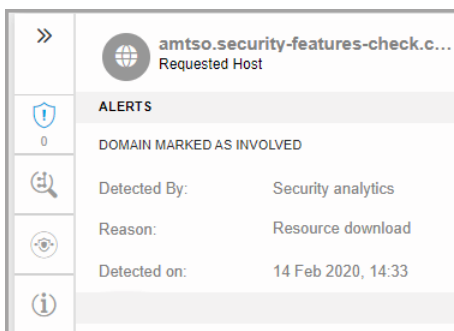 amtso.security-features-check.c...
Requested Host
ALERTS
0
DOMAIN MARKED AS INVOLVED
Detected By: Security analytics
Reason: Resource download
Detected on: 14 Feb 2020, 14:33